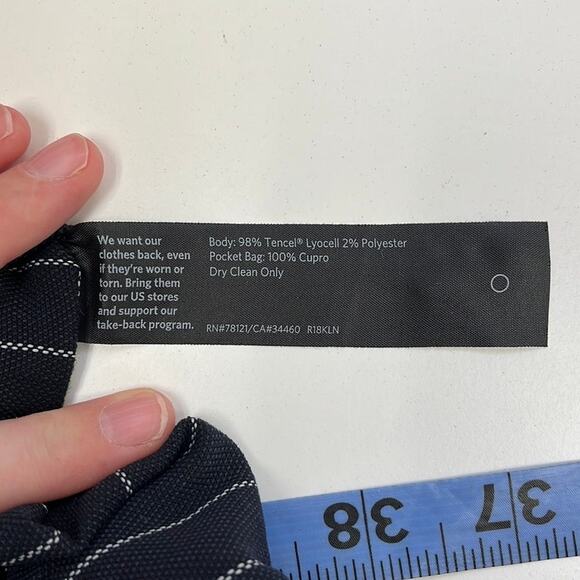 We want our
clothes back, even
if they're worn or
torn. Bring them
to our US stores
and support our
take-back program.
Body: 98% Tencel® Lyocell 2% Polyester
Pocket Bag: 100% Cupro
Dry Clean Only
RN#78121/CA#34460 R18KLN
38
37